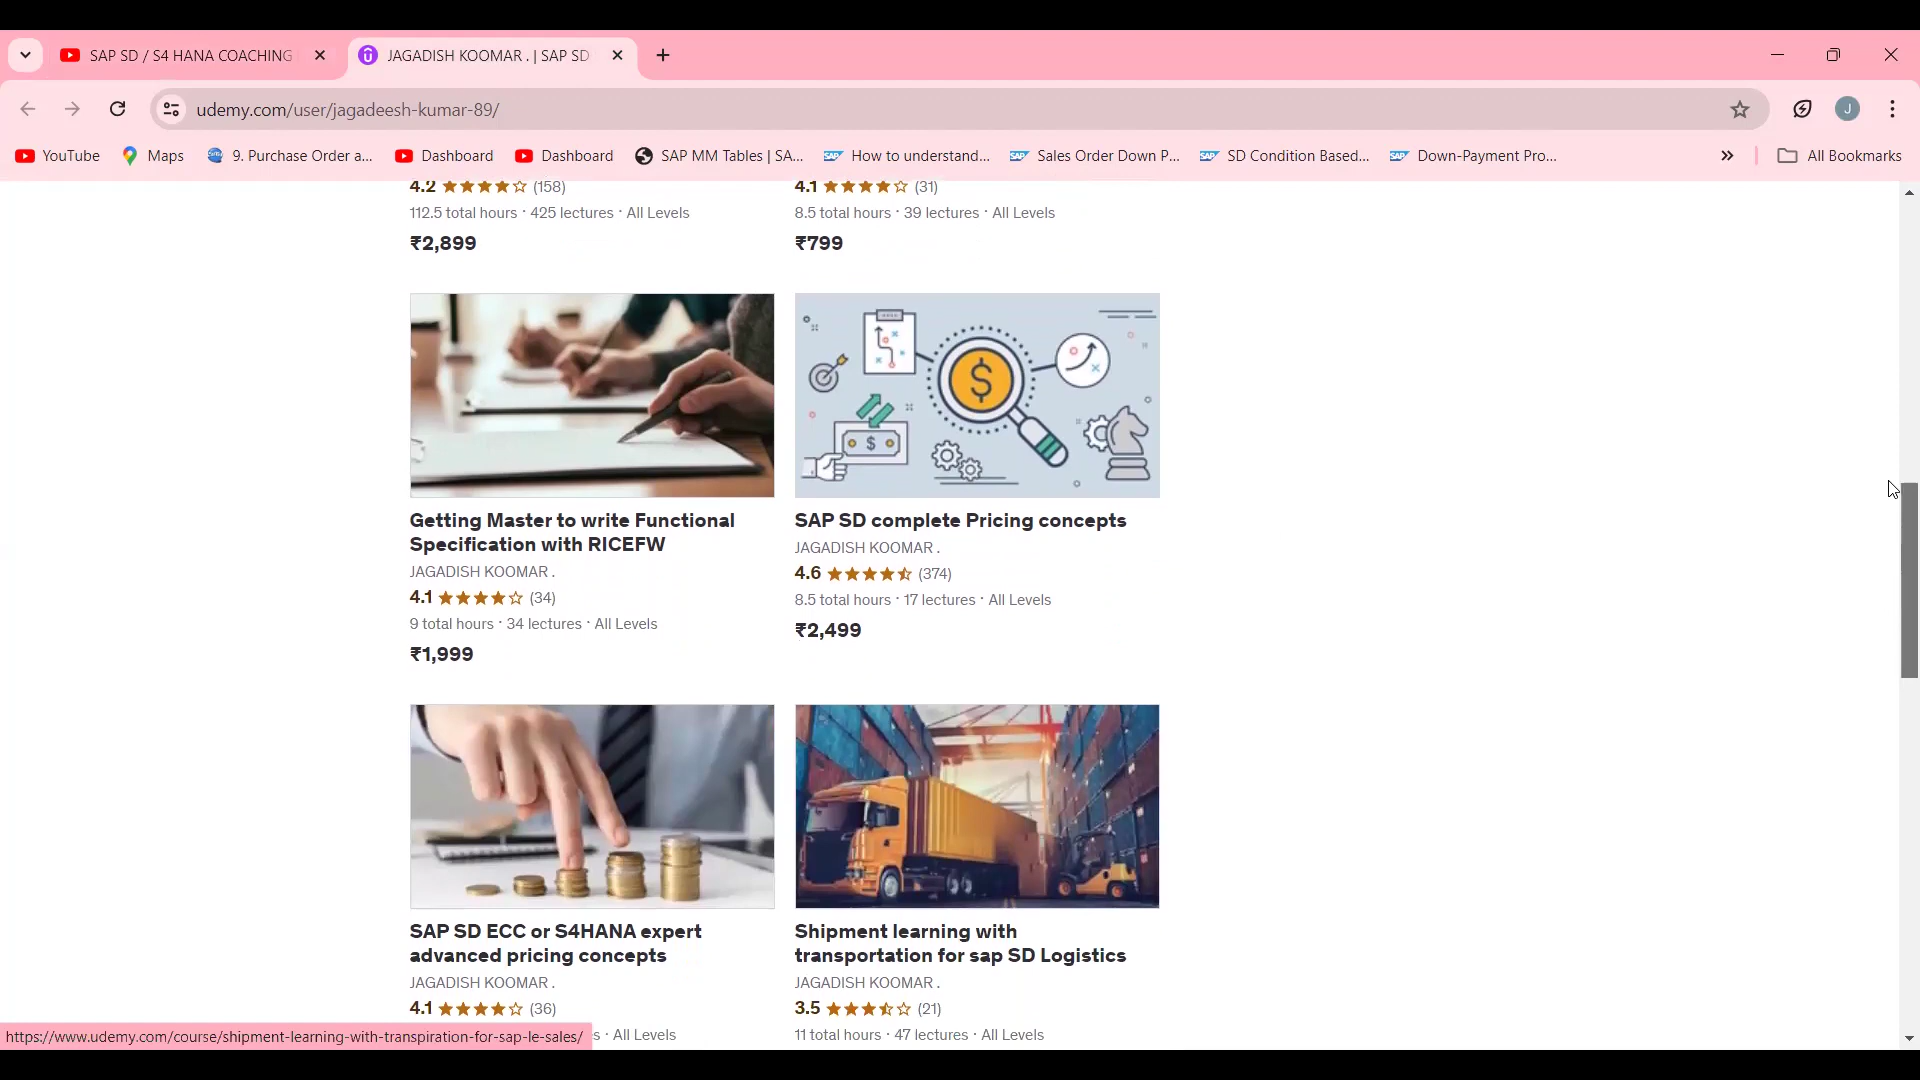 SAP SD / S4 HANA COACHING
JAGADISH KOOMAR . | SAP SD
udemy.com/user/jagadeesh-kumar-89/
J
YouTube
Maps
9. Purchase Order a...
Dashboard
Dashboard
SAP MM Tables | SA...
How to understand...
Sales Order Down P...
SD Condition Based...
Down-Payment Pro...
All Bookmarks
4.2 (158)
112.5 total hours · 425 lectures · All Levels
₹2,899
4.1 (31)
8.5 total hours · 39 lectures · All Levels
₹799
Getting Master to write Functional
Specification with RICEFW
JAGADISH KOOMAR .
4.1 (34)
9 total hours · 34 lectures · All Levels
₹1,999
SAP SD complete Pricing concepts
JAGADISH KOOMAR .
4.6 (374)
8.5 total hours · 17 lectures · All Levels
₹2,499
SAP SD ECC or S4HANA expert
advanced pricing concepts
JAGADISH KOOMAR .
4.1 (36)
s · All Levels
Shipment learning with
transportation for sap SD Logistics
JAGADISH KOOMAR .
3.5 (21)
11 total hours · 47 lectures · All Levels
https://www.udemy.com/course/shipment-learning-with-transpiration-for-sap-le-sales/